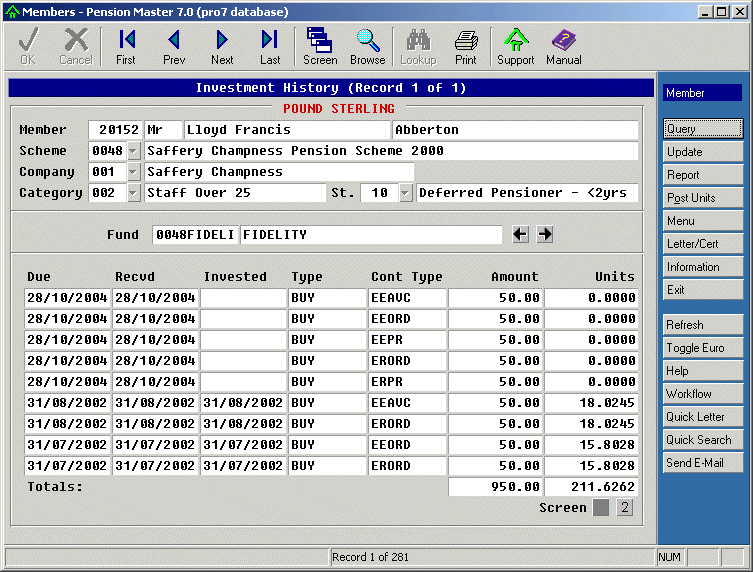 Members - Pension Master 7.0 (pro7 database)
OK Cancel First Prev Next Last Screen Browse Lookup Print Support Manual
Investment History (Record 1 of 1)
POUND STERLING
Member 20152 Mr Lloyd Francis Abberton
Scheme 0048 Saffery Champness Pension Scheme 2000
Company 001 Saffery Champness
Category 002 Staff Over 25 St. 10 Deferred Pensioner - <2yrs
Fund 0048FIDELI FIDELITY
Due Recvd Invested Type Cont Type Amount Units
28/10/2004 28/10/2004 BUY EEAVC 50.00 0.0000
28/10/2004 28/10/2004 BUY EEORD 50.00 0.0000
28/10/2004 28/10/2004 BUY EEPR 50.00 0.0000
28/10/2004 28/10/2004 BUY ERORD 50.00 0.0000
28/10/2004 28/10/2004 BUY ERPR 50.00 0.0000
31/08/2002 31/08/2002 31/08/2002 BUY EEAVC 50.00 18.0245
31/08/2002 31/08/2002 31/08/2002 BUY ERORD 50.00 18.0245
31/07/2002 31/07/2002 31/07/2002 BUY EEORD 50.00 15.8028
31/07/2002 31/07/2002 31/07/2002 BUY ERORD 50.00 15.8028
Totals: 950.00 211.6262
Screen 2
Member
Query
Update
Report
Post Units
Menu
Letter/Cert
Information
Exit
Refresh
Toggle Euro
Help
Workflow
Quick Letter
Quick Search
Send E-Mail
Record 1 of 281 NUM